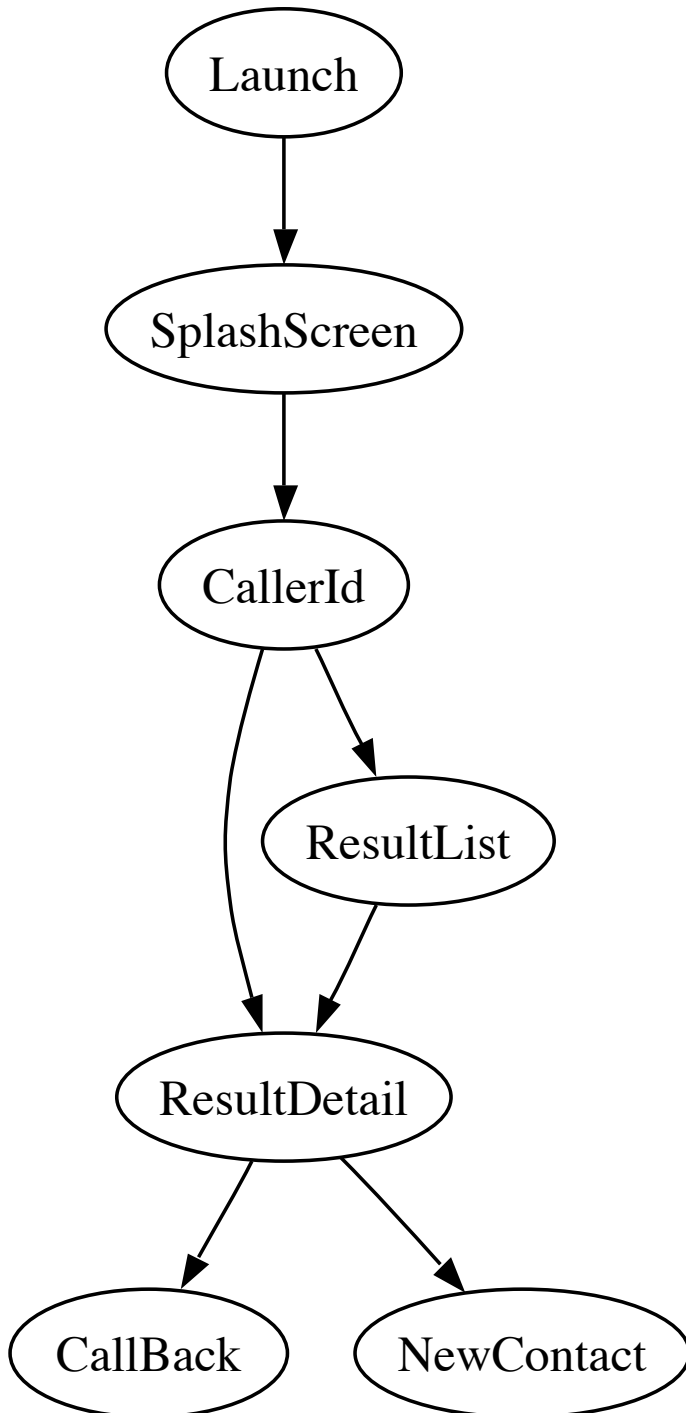 Launch
SplashScreen
CallerId
ResultList
ResultDetail
CallBack
NewContact